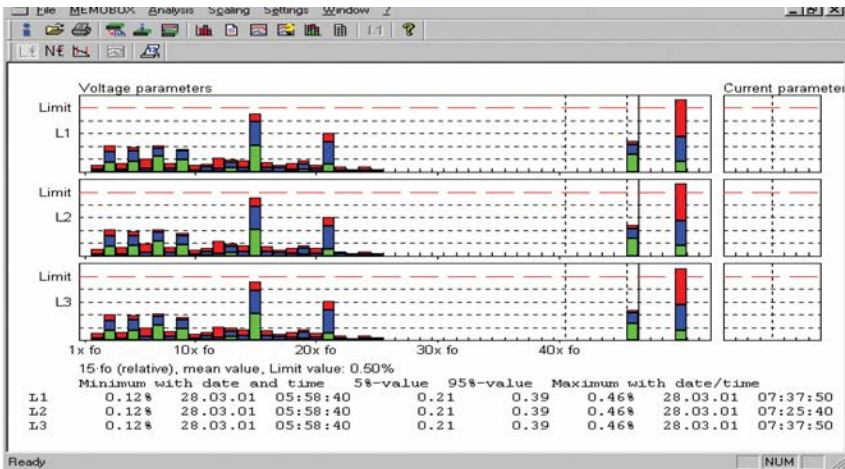 File MEMOBOX Analysis Scaling Settings Window ?
L1
L€ N€
Voltage parameters Current parameter
Limit
L1
Limit
L2
Limit
L3
1x fo 10x fo 20x fo 30x fo 40x fo
15·fo (relative), mean value, Limit value: 0.50%
Minimum with date and time 5%-value 95%-value Maximum with date/time
L1 0.12% 28.03.01 05:58:40 0.21 0.39 0.46% 28.03.01 07:37:50
L2 0.12% 28.03.01 05:58:40 0.21 0.39 0.46% 28.03.01 07:25:40
L3 0.12% 28.03.01 05:58:40 0.21 0.39 0.46% 28.03.01 07:37:50
Ready NUM